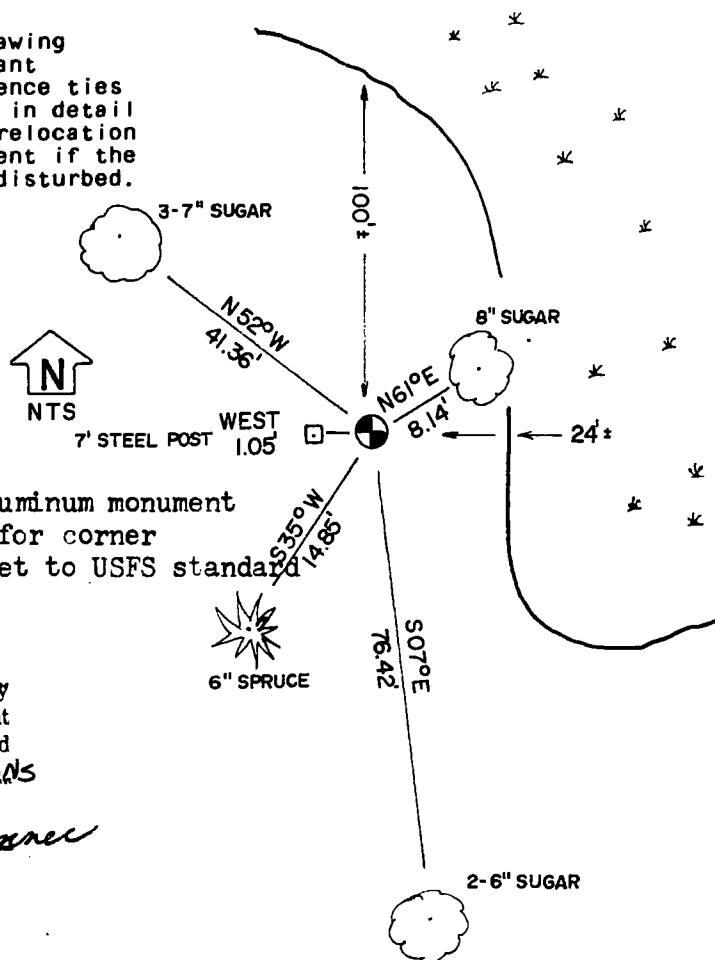 awing
ant
ence ties
in detail
relocation
ent if the
disturbed.
3-7" SUGAR
100'±
N 52° W
41.36'
8" SUGAR
N
NTS
N61°E
8.14'
WEST
1.05'
7' STEEL POST
24'±
uminum monument
for corner
et to USFS standard
S35°W
14.85'
6" SPRUCE
S07°E
76.42'
y
t
d
NS
2-6" SUGAR